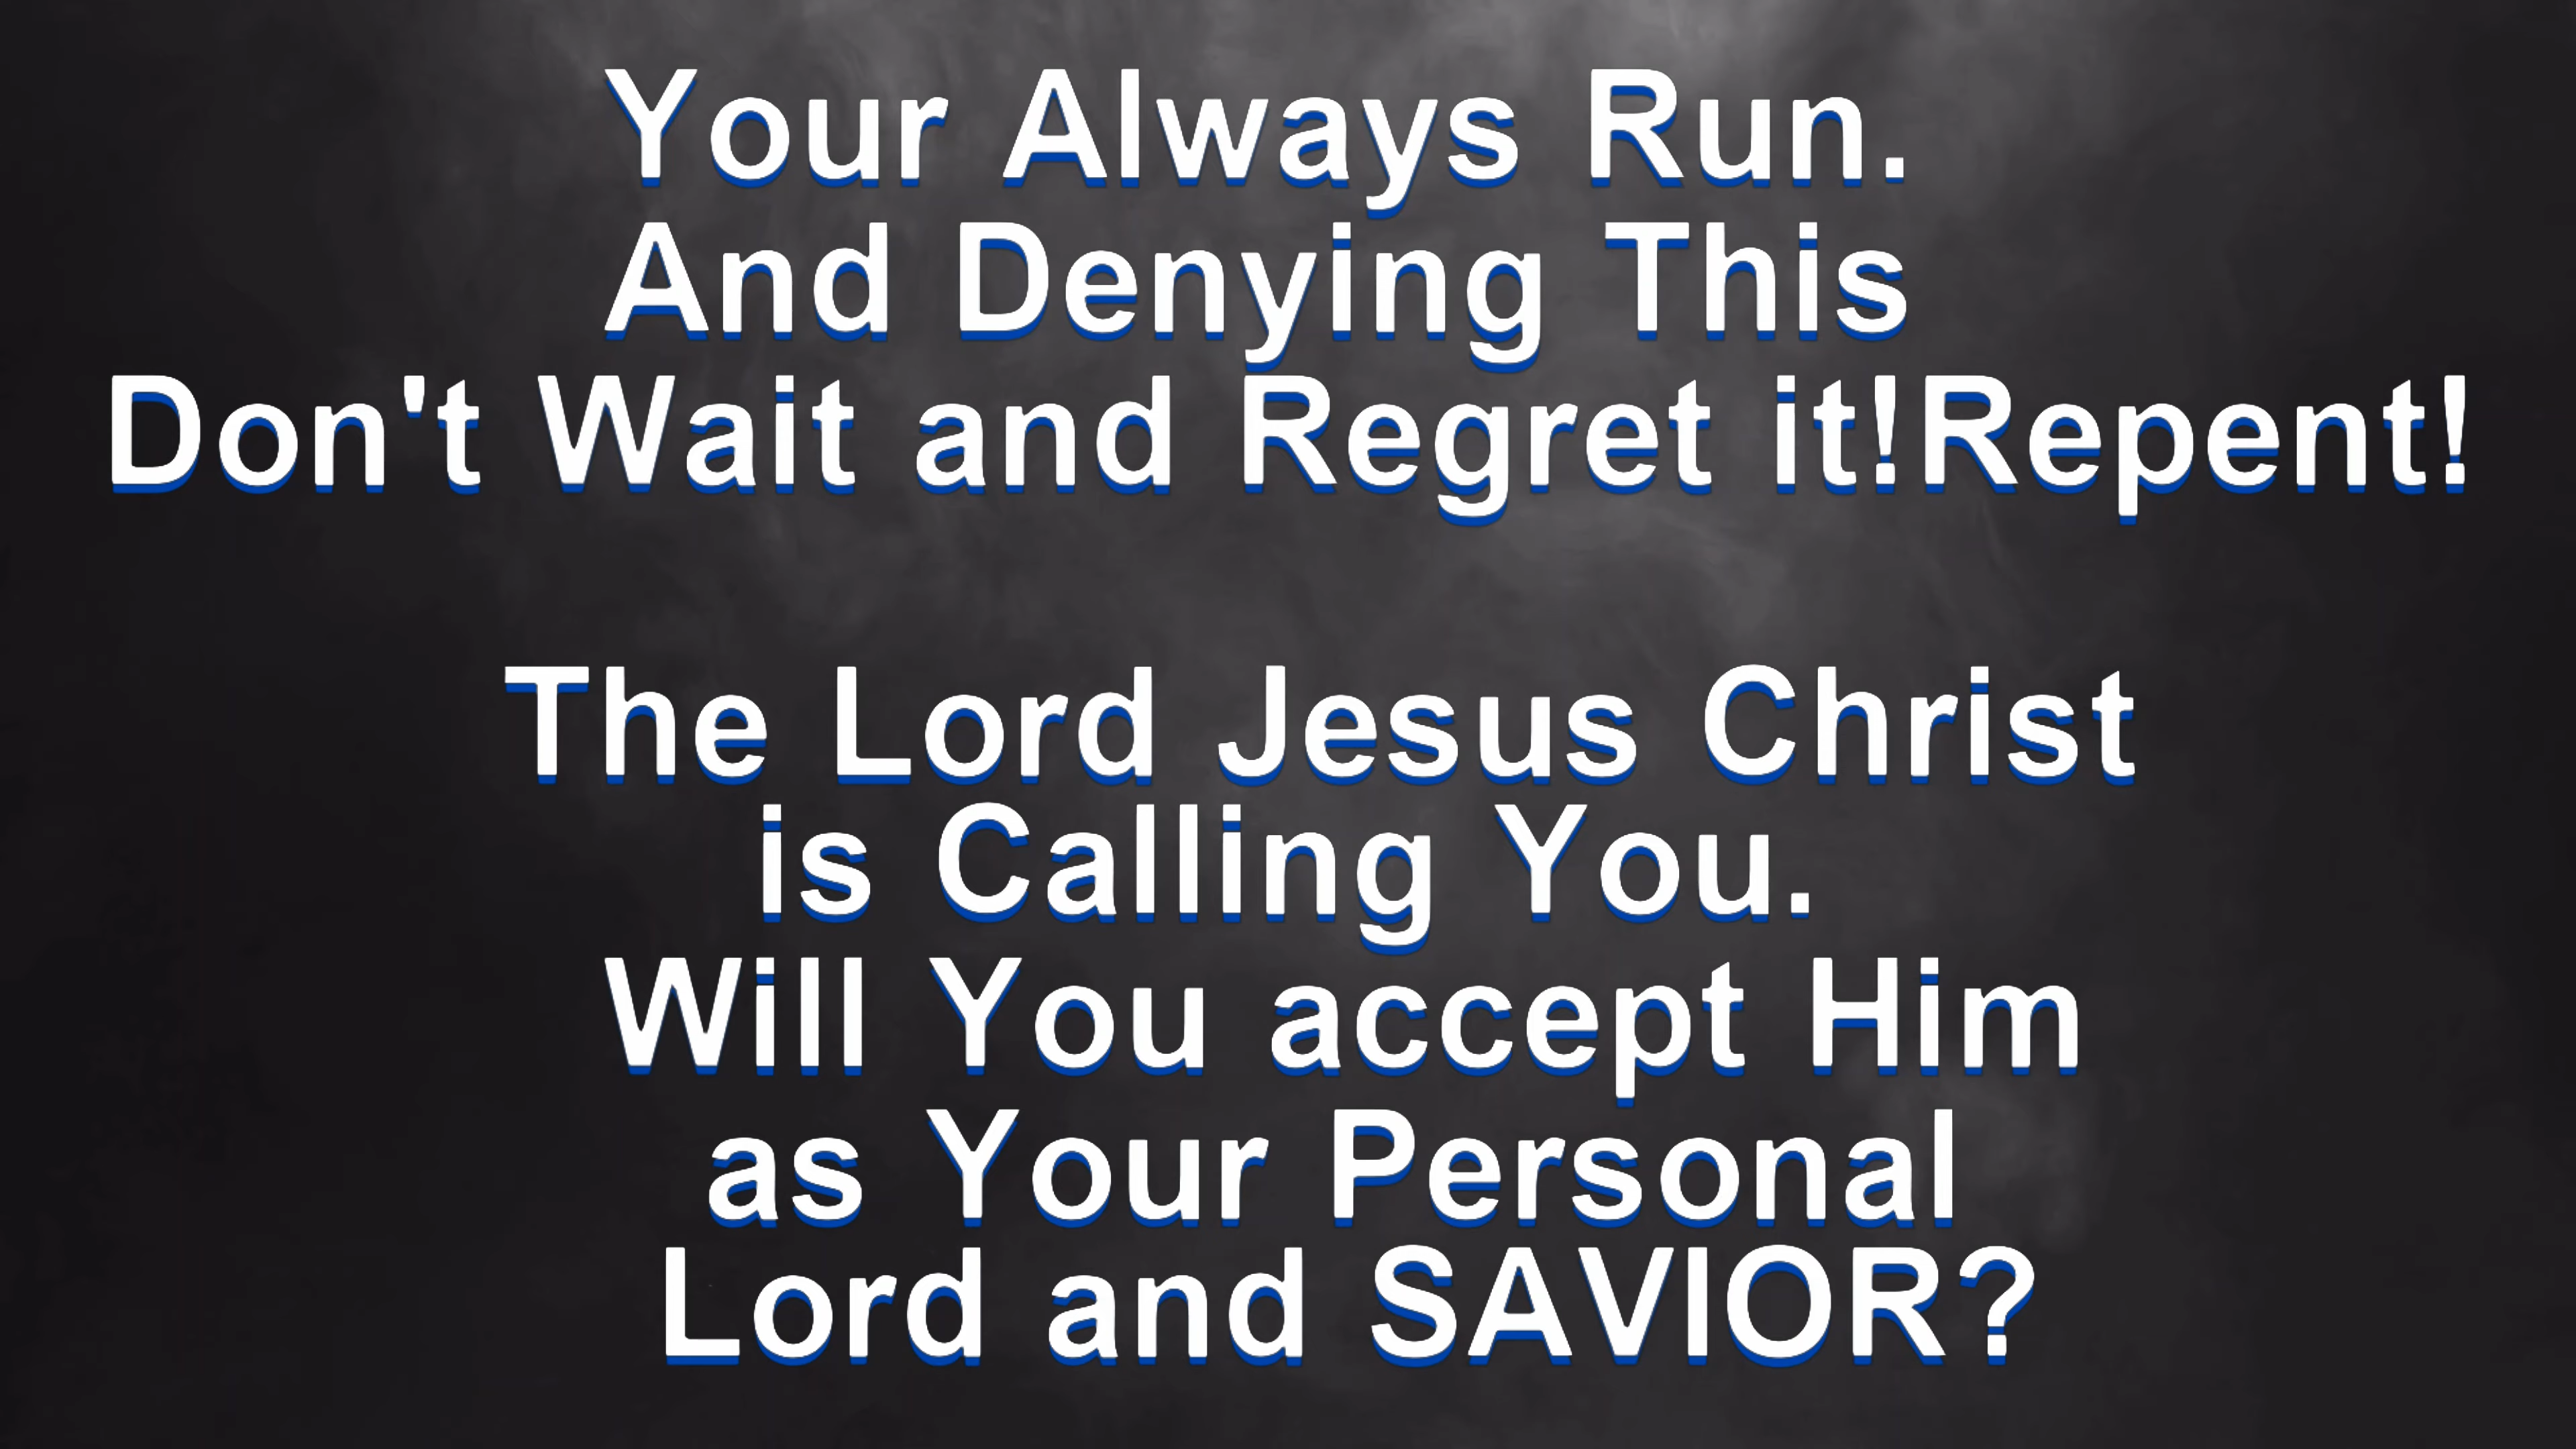 Your Always Run.
And Denying This
Don't Wait and Regret it!Repent!
The Lord Jesus Christ
is Calling You.
Will You accept Him
as Your Personal
Lord and SAVIOR?